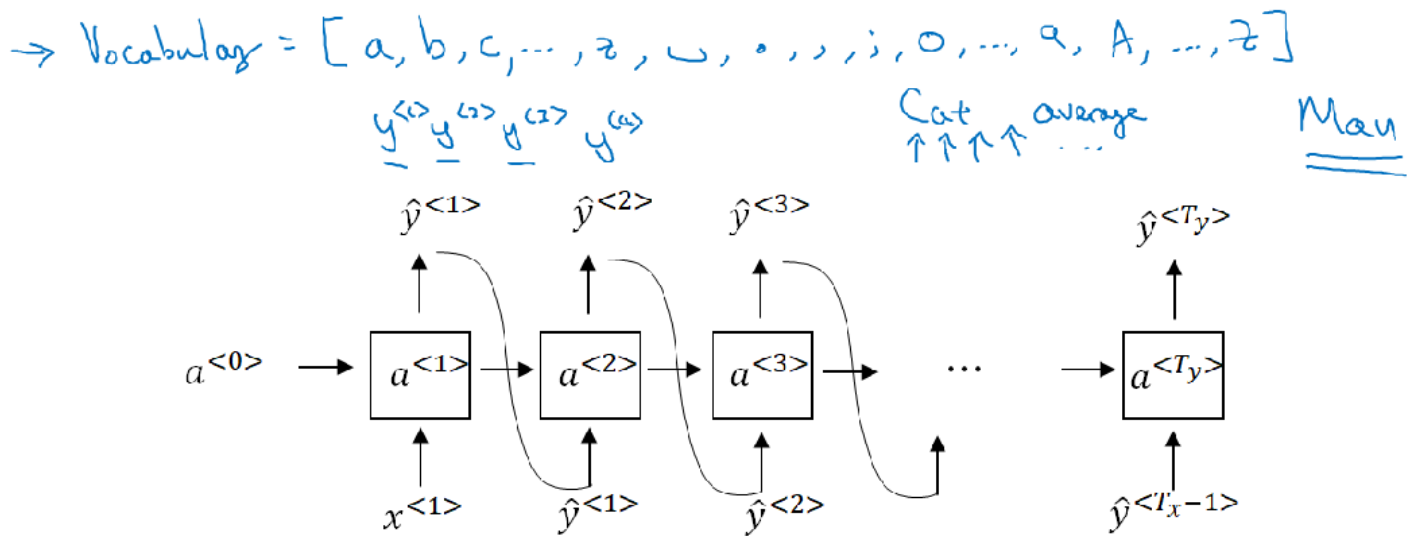 → Vocabulary = [ a, b, c, ..., z, ␣, ., ,, ;, 0, ..., 9, A, ..., Z ]
y<1> y<2> y<3> y<4> Cat average Mau
↑ ↑ ↑ ↑ ...
ŷ<1> ŷ<2> ŷ<3> ŷ<Ty>
a<0> a<1> a<2> a<3> ... a<Ty>
x<1> ŷ<1> ŷ<2> ŷ<Tx−1>